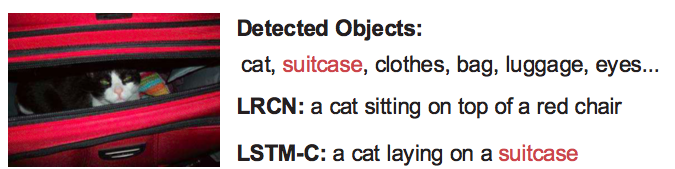 Detected Objects:
cat, suitcase, clothes, bag, luggage, eyes...
LRCN: a cat sitting on top of a red chair
LSTM-C: a cat laying on a suitcase